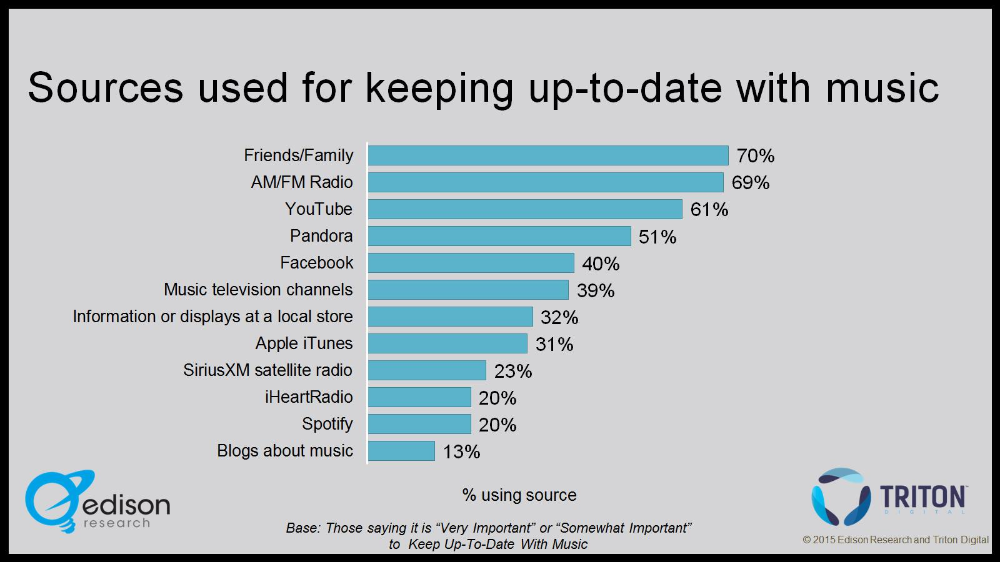 Sources used for keeping up-to-date with music
Friends/Family 70%
AM/FM Radio 69%
YouTube 61%
Pandora 51%
Facebook 40%
Music television channels 39%
Information or displays at a local store 32%
Apple iTunes 31%
SiriusXM satellite radio 23%
iHeartRadio 20%
Spotify 20%
Blogs about music 13%
% using source
Base: Those saying it is “Very Important” or “Somewhat Important”
to Keep Up-To-Date With Music
edison
research
TRITON™
DIGITAL
© 2015 Edison Research and Triton Digital